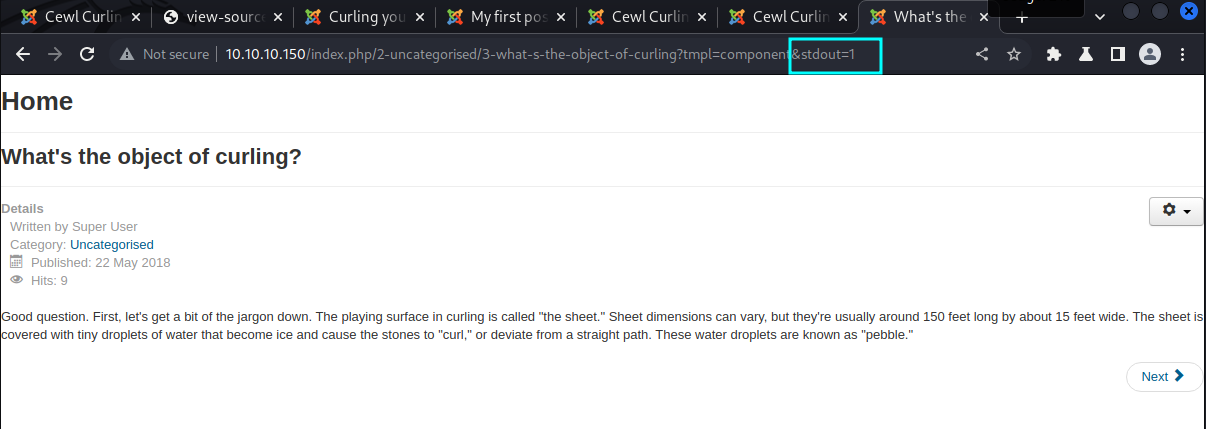 Cewl Curlin
view-sourc
Curling you
My first pos
Cewl Curlin
Cewl Curlin
What's the
Not secure
10.10.10.150/index.php/2-uncategorised/3-what-s-the-object-of-curling?tmpl=component&stdout=1
Home
What's the object of curling?
Details
Written by Super User
Category: Uncategorised
Published: 22 May 2018
Hits: 9
Good question. First, let's get a bit of the jargon down. The playing surface in curling is called "the sheet." Sheet dimensions can vary, but they're usually around 150 feet long by about 15 feet wide. The sheet is
covered with tiny droplets of water that become ice and cause the stones to "curl," or deviate from a straight path. These water droplets are known as "pebble."
Next